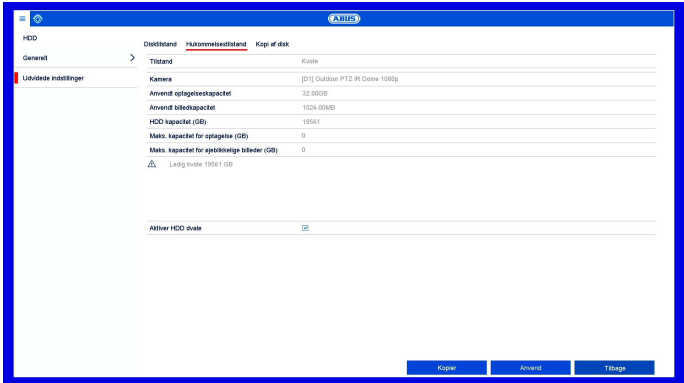 ABUS
HDD
Disktilstand Hukommelsestilstand Kopi af disk
Generelt
Tilstand Kvote
Udvidede indstillinger
Kamera [D1] Outdoor PTZ IR Dome 1080p
Anvendt optagelseskapacitet 32.00GB
Anvendt billedkapacitet 1024.00MB
HDD kapacitet (GB) 19561
Maks. kapacitet for optagelse (GB) 0
Maks. kapacitet for øjeblikkelige billeder (GB) 0
Ledig kvote 19561 GB
Aktiver HDD dvale
Kopier Anvend Tilbage